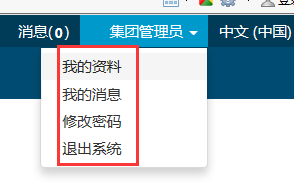 消息(0) 集团管理员 中文 (中国)
我的资料
我的消息
修改密码
退出系统